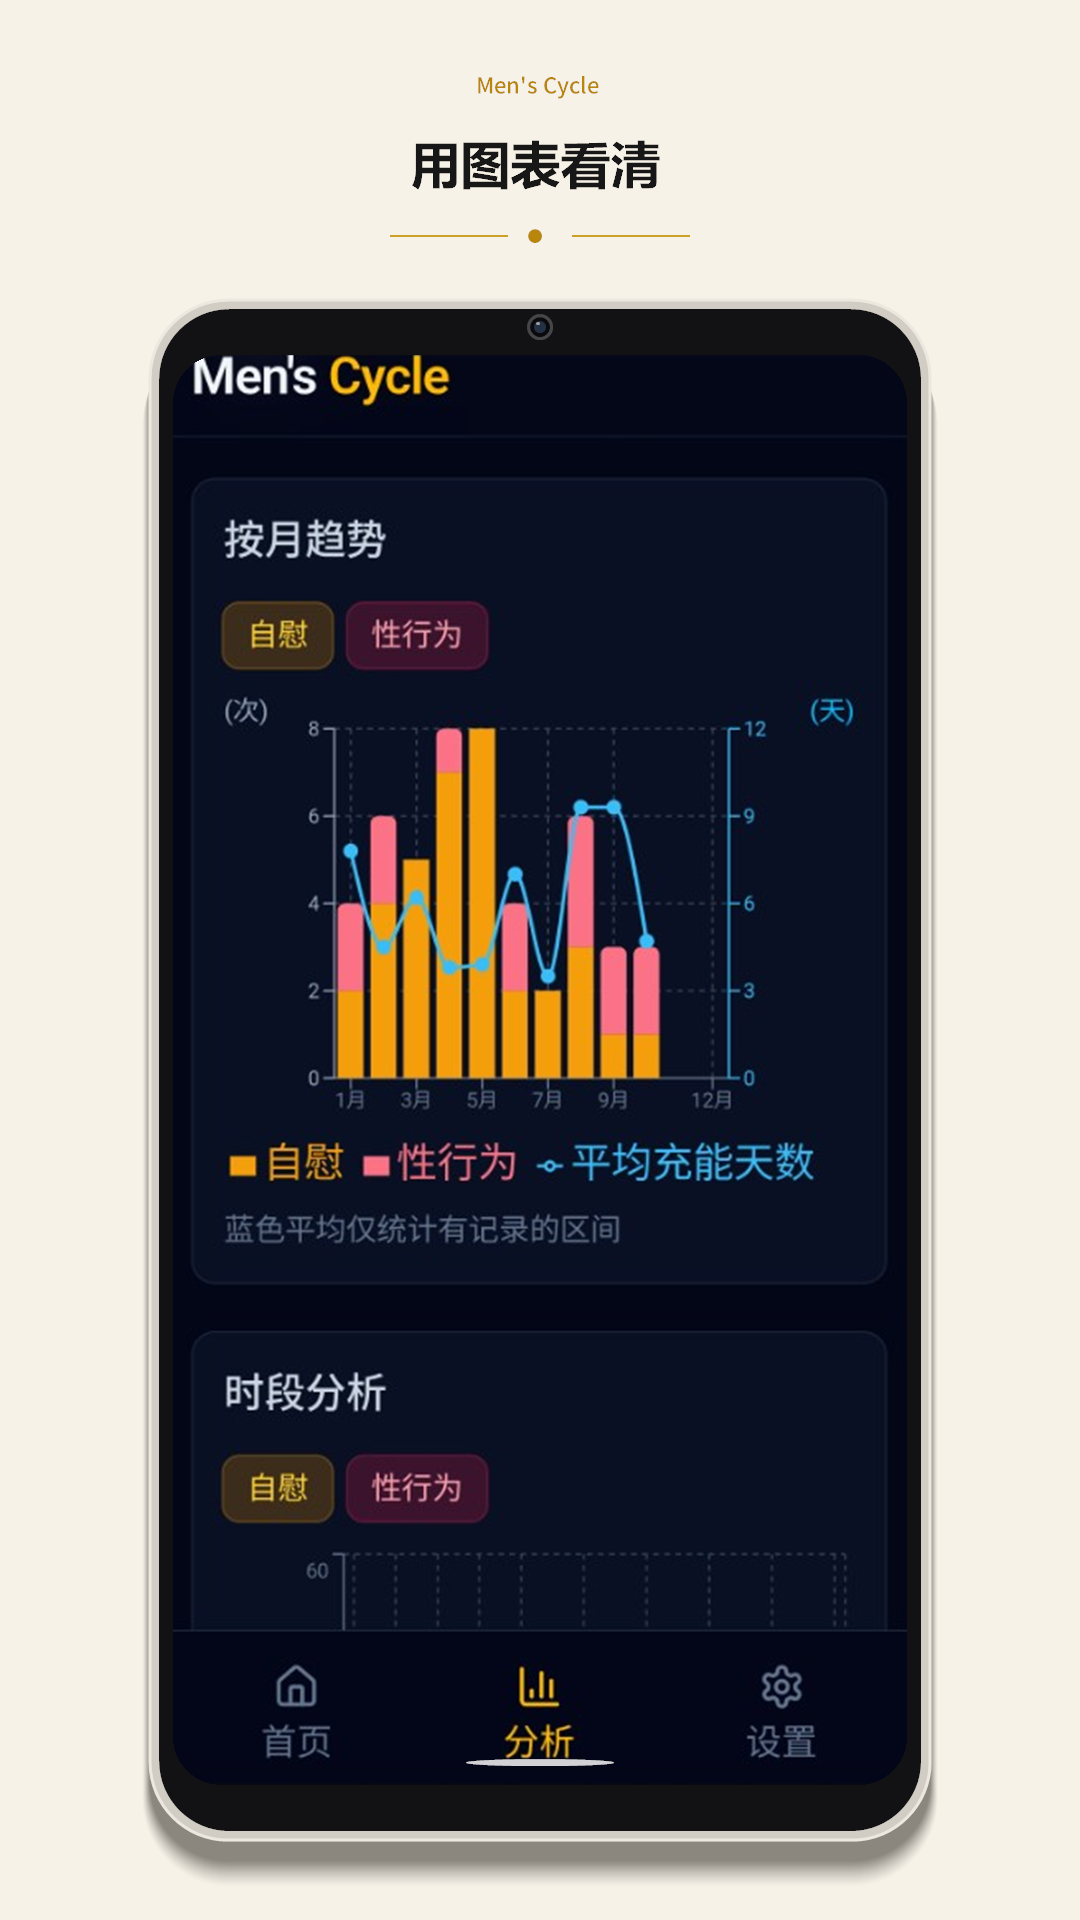 Men's Cycle
用图表看清
Men's Cycle
按月趋势
自慰 性行为
(次) (天)
8 12
6 9
4 6
2 3
0 0
1月 3月 5月 7月 9月 12月
自慰 性行为 平均充能天数
蓝色平均仅统计有记录的区间
时段分析
自慰 性行为
60
首页 分析 设置